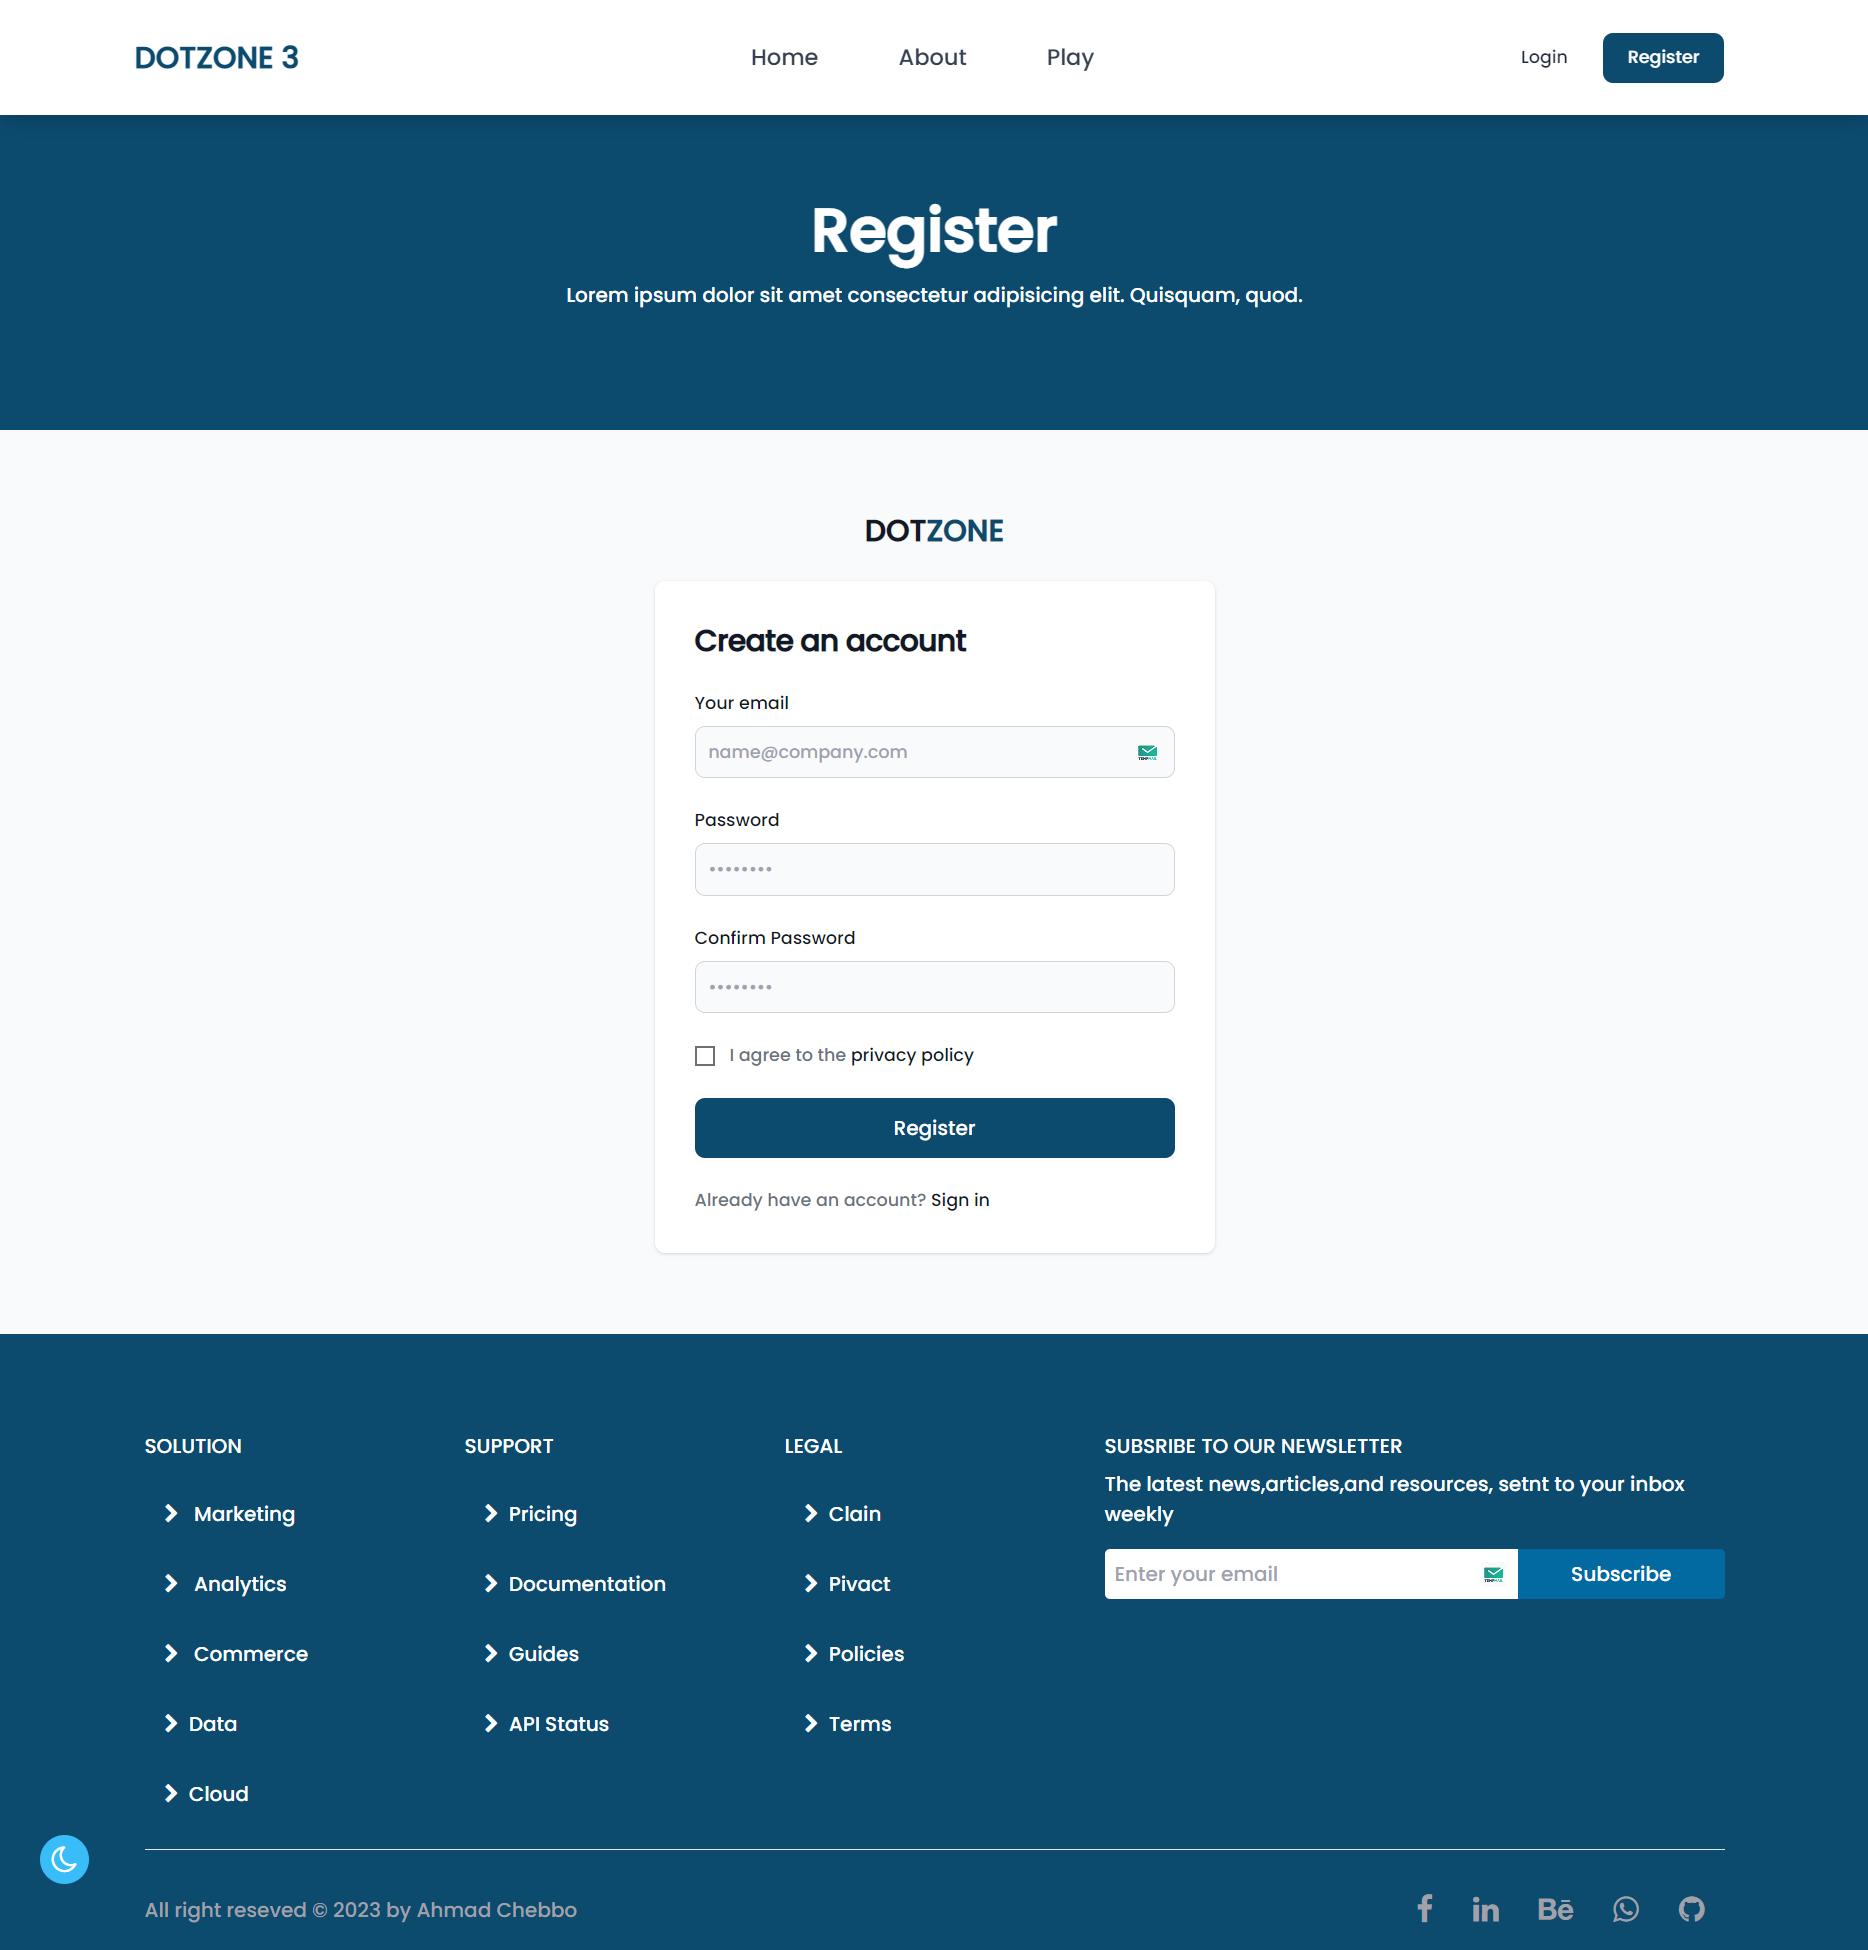 DOTZONE 3
Home About Play
Login Register
Register
Lorem ipsum dolor sit amet consectetur adipisicing elit. Quisquam, quod.
DOTZONE
Create an account
Your email
name@company.com
Password
••••••••
Confirm Password
••••••••
I agree to the privacy policy
Register
Already have an account? Sign in
SOLUTION
Marketing
Analytics
Commerce
Data
Cloud
SUPPORT
Pricing
Documentation
Guides
API Status
LEGAL
Clain
Pivact
Policies
Terms
SUBSRIBE TO OUR NEWSLETTER
The latest news,articles,and resources, setnt to your inbox
weekly
Enter your email
Subscribe
All right reseved © 2023 by Ahmad Chebbo